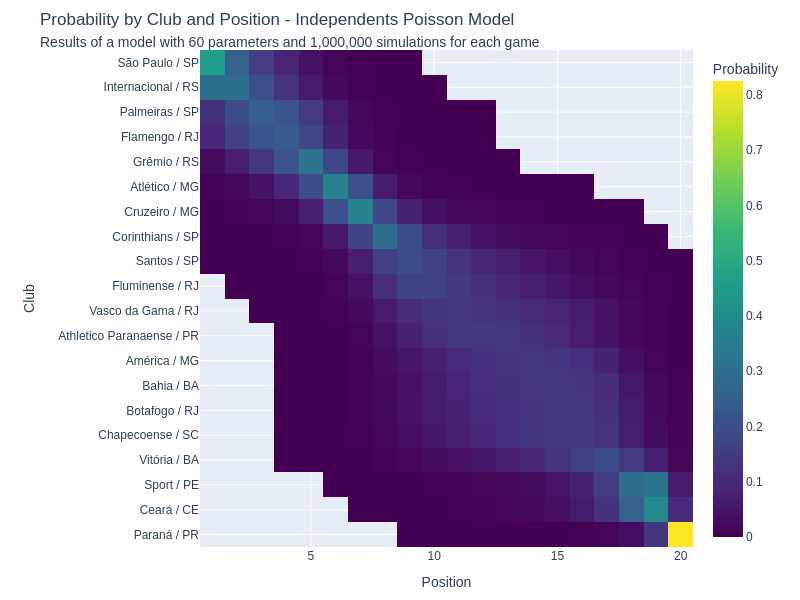 Probability by Club and Position - Independents Poisson Model
Results of a model with 60 parameters and 1,000,000 simulations for each game
Probability
São Paulo / SP
Internacional / RS
Palmeiras / SP
Flamengo / RJ
Grêmio / RS
Atlético / MG
Cruzeiro / MG
Corinthians / SP
Santos / SP
Fluminense / RJ
Vasco da Gama / RJ
Athletico Paranaense / PR
América / MG
Bahia / BA
Botafogo / RJ
Chapecoense / SC
Vitória / BA
Sport / PE
Ceará / CE
Paraná / PR
Club
5
10
15
20
Position
0.8
0.7
0.6
0.5
0.4
0.3
0.2
0.1
0